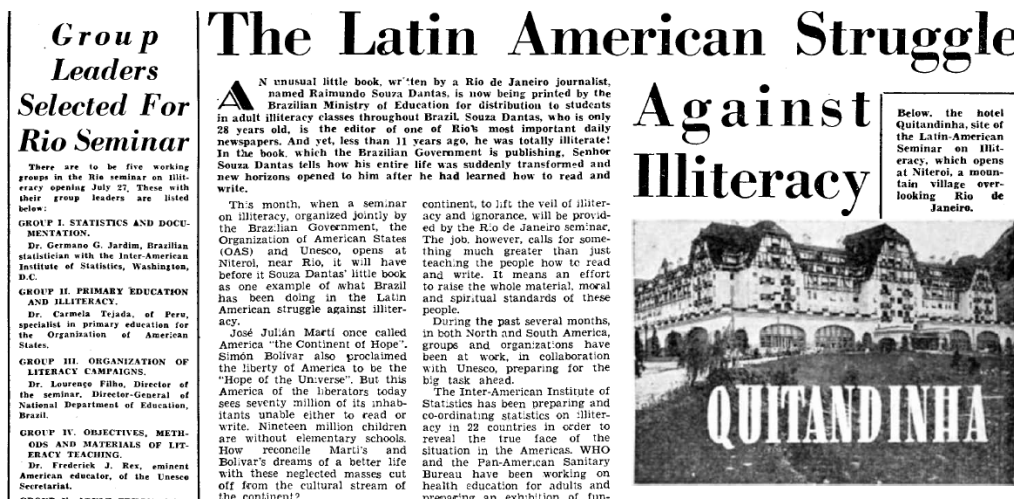 Group
Leaders
Selected For
Rio Seminar
There are to be five working
groups in the Rio seminar on Illit-
eracy opening July 27. These with
their group leaders are listed
below:
GROUP I. STATISTICS AND DOCU-
MENTATION.
Dr. Germano G. Jardim, Brazilian
statistician with the Inter-American
Institute of Statistics, Washington,
D.C.
GROUP II. PRIMARY EDUCATION
AND ILLITERACY.
Dr. Carmela Tejada, of Peru,
specialist in primary education for
the Organization of American
States.
GROUP III. ORGANIZATION OF
LITERACY CAMPAIGNS.
Dr. Lourenço Filho, Director of
the seminar, Director-General of
National Department of Education,
Brazil.
GROUP IV. OBJECTIVES, METH-
ODS AND MATERIALS OF LIT-
ERACY TEACHING.
Dr. Frederick J. Rex, eminent
American educator, of the Unesco
Secretariat.
The Latin American Struggle
Against
Illiteracy
AN unusual little book, written by a Rio de Janeiro journalist,
named Raimundo Souza Dantas, is now being printed by the
Brazilian Ministry of Education for distribution to students
in adult illiteracy classes throughout Brazil. Souza Dantas, who is only
28 years old, is the editor of one of Rio's most important daily
newspapers. And yet, less than 11 years ago, he was totally illiterate!
In the book, which the Brazilian Government is publishing, Senhor
Souza Dantas tells how his entire life was suddenly transformed and
new horizons opened to him after he had learned how to read and
write.
This month, when a seminar
on illiteracy, organized jointly by
the Brazilian Government, the
Organization of American States
(OAS) and Unesco, opens at
Niteroi, near Rio, it will have
before it Souza Dantas' little book
as one example of what Brazil
has been doing in the Latin
American struggle against illiter-
acy.
José Julián Martí once called
America "the Continent of Hope".
Simón Bolívar also proclaimed
the liberty of America to be the
"Hope of the Universe". But this
America of the liberators today
sees seventy million of its inhab-
itants unable either to read or
write. Nineteen million children
are without elementary schools.
How reconcile Martí's and
Bolívar's dreams of a better life
with these neglected masses cut
off from the cultural stream of
the continent?
continent, to lift the veil of illiter-
acy and ignorance, will be provid-
ed by the Rio de Janeiro seminar.
The job, however, calls for some-
thing much greater than just
teaching the people how to read
and write. It means an effort
to raise the whole material, moral
and spiritual standards of these
people.
During the past several months,
in both North and South America,
groups and organizations have
been at work, in collaboration
with Unesco, preparing for the
big task ahead.
The Inter-American Institute of
Statistics has been preparing and
co-ordinating statistics on illiter-
acy in 22 countries in order to
reveal the true face of the
situation in the Americas. WHO
and the Pan-American Sanitary
Bureau have been working on
health education for adults and
preparing an exhibition of fun-
Below, the hotel
Quitandinha, site of
the Latin-American
Seminar on Illit-
eracy, which opens
at Niteroi, a moun-
tain village over-
looking Rio de
Janeiro.
QUITANDINHA